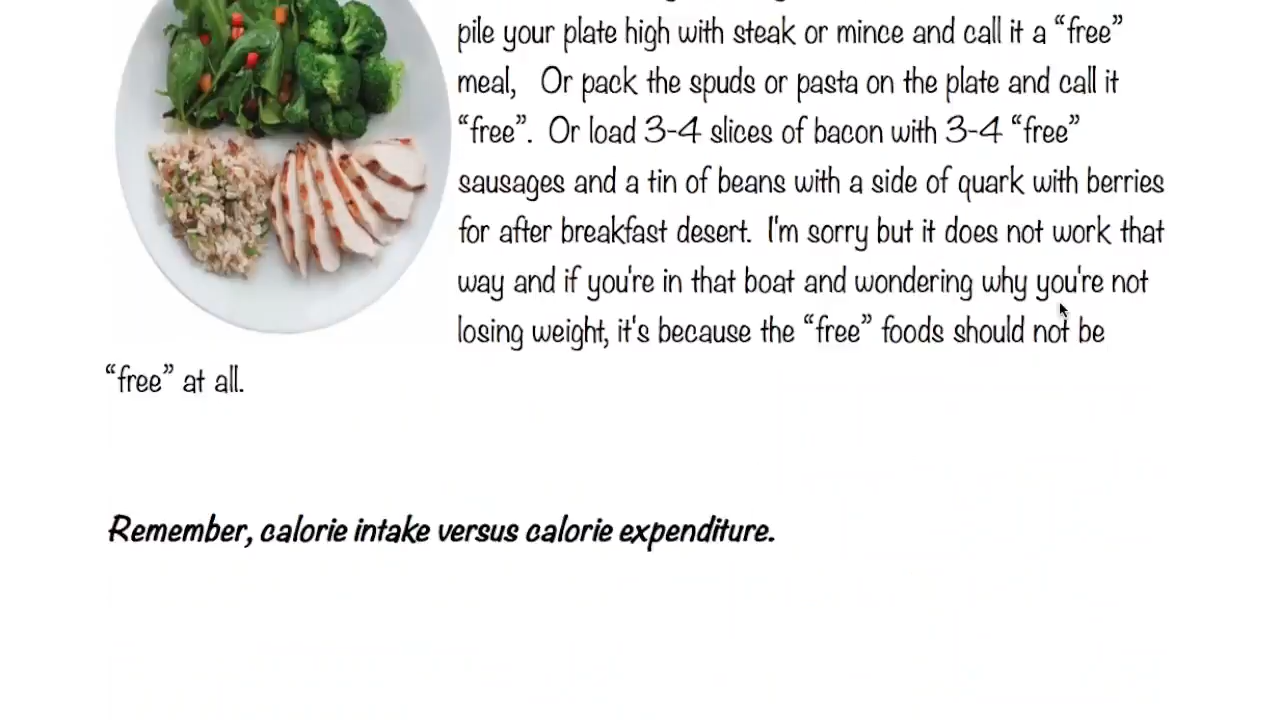 pile your plate high with steak or mince and call it a “free”
meal, Or pack the spuds or pasta on the plate and call it
“free”. Or load 3-4 slices of bacon with 3-4 “free”
sausages and a tin of beans with a side of quark with berries
for after breakfast desert. I'm sorry but it does not work that
way and if you're in that boat and wondering why you're not
losing weight, it's because the “free” foods should not be
“free” at all.
Remember, calorie intake versus calorie expenditure.